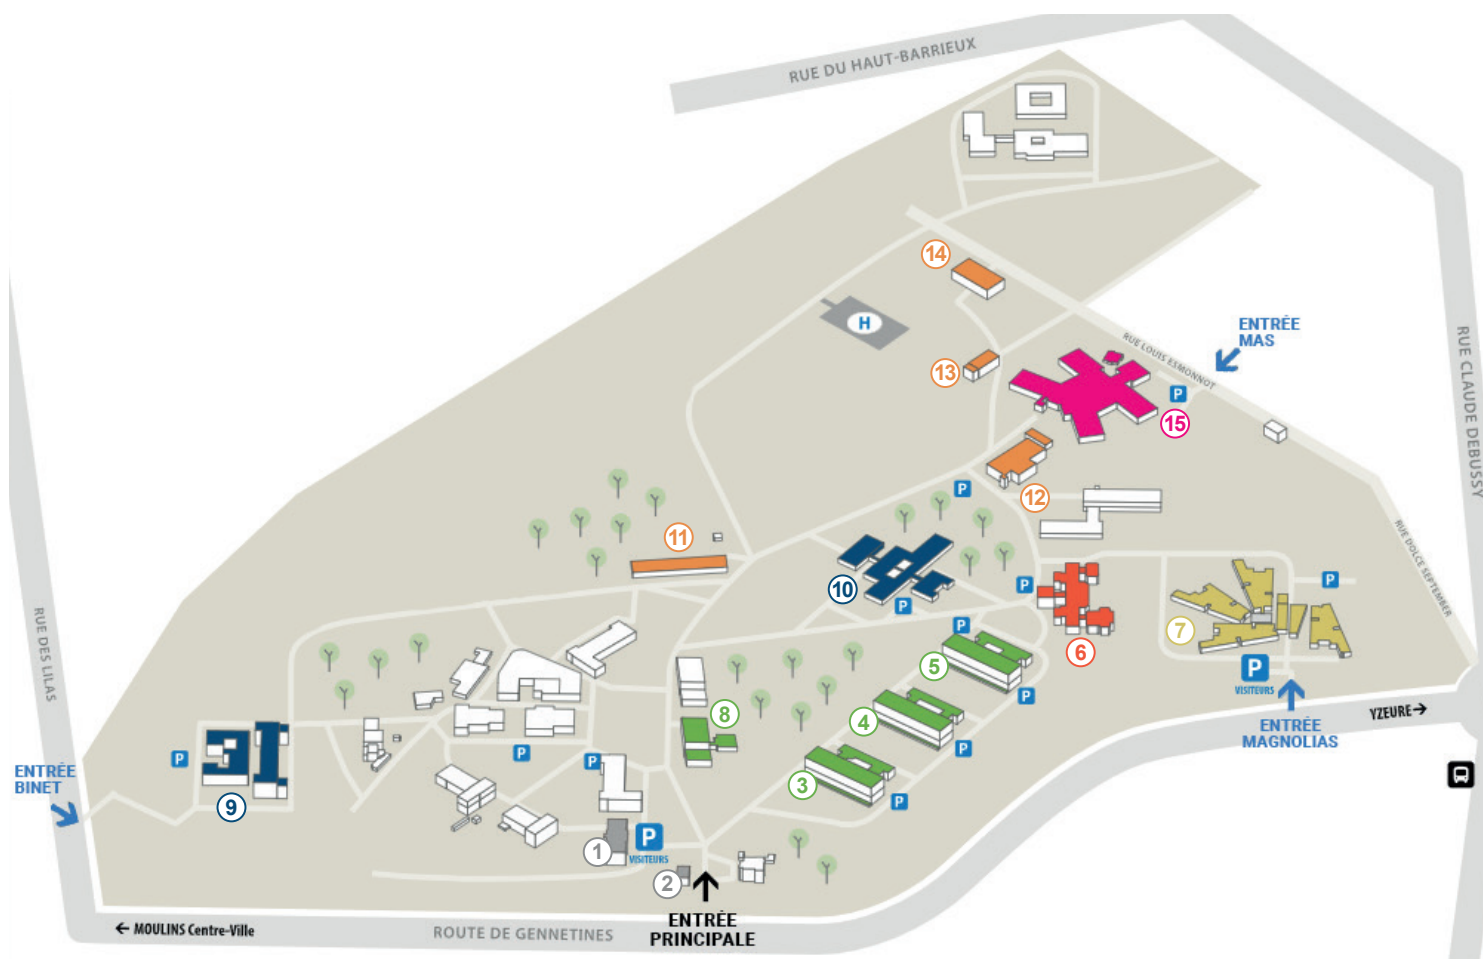 RUE DU HAUT-BARRIEUX
14
H
ENTRÉE
MAS
RUE LOUIS ESMONNOT
RUE CLAUDE DEBUSSY
13
P
15
12
P
RUE DOLCE SEPTEMBER
11
10
P
P
P
7
6
P
5
P
VISITEURS
P
ENTRÉE
MAGNOLIAS
YZEURE→
RUE DES LILAS
8
4
P
3
P
P
P
P
ENTRÉE
BINET
9
1
P
VISITEURS
2
ENTRÉE
PRINCIPALE
← MOULINS Centre-Ville
ROUTE DE GENNETINES